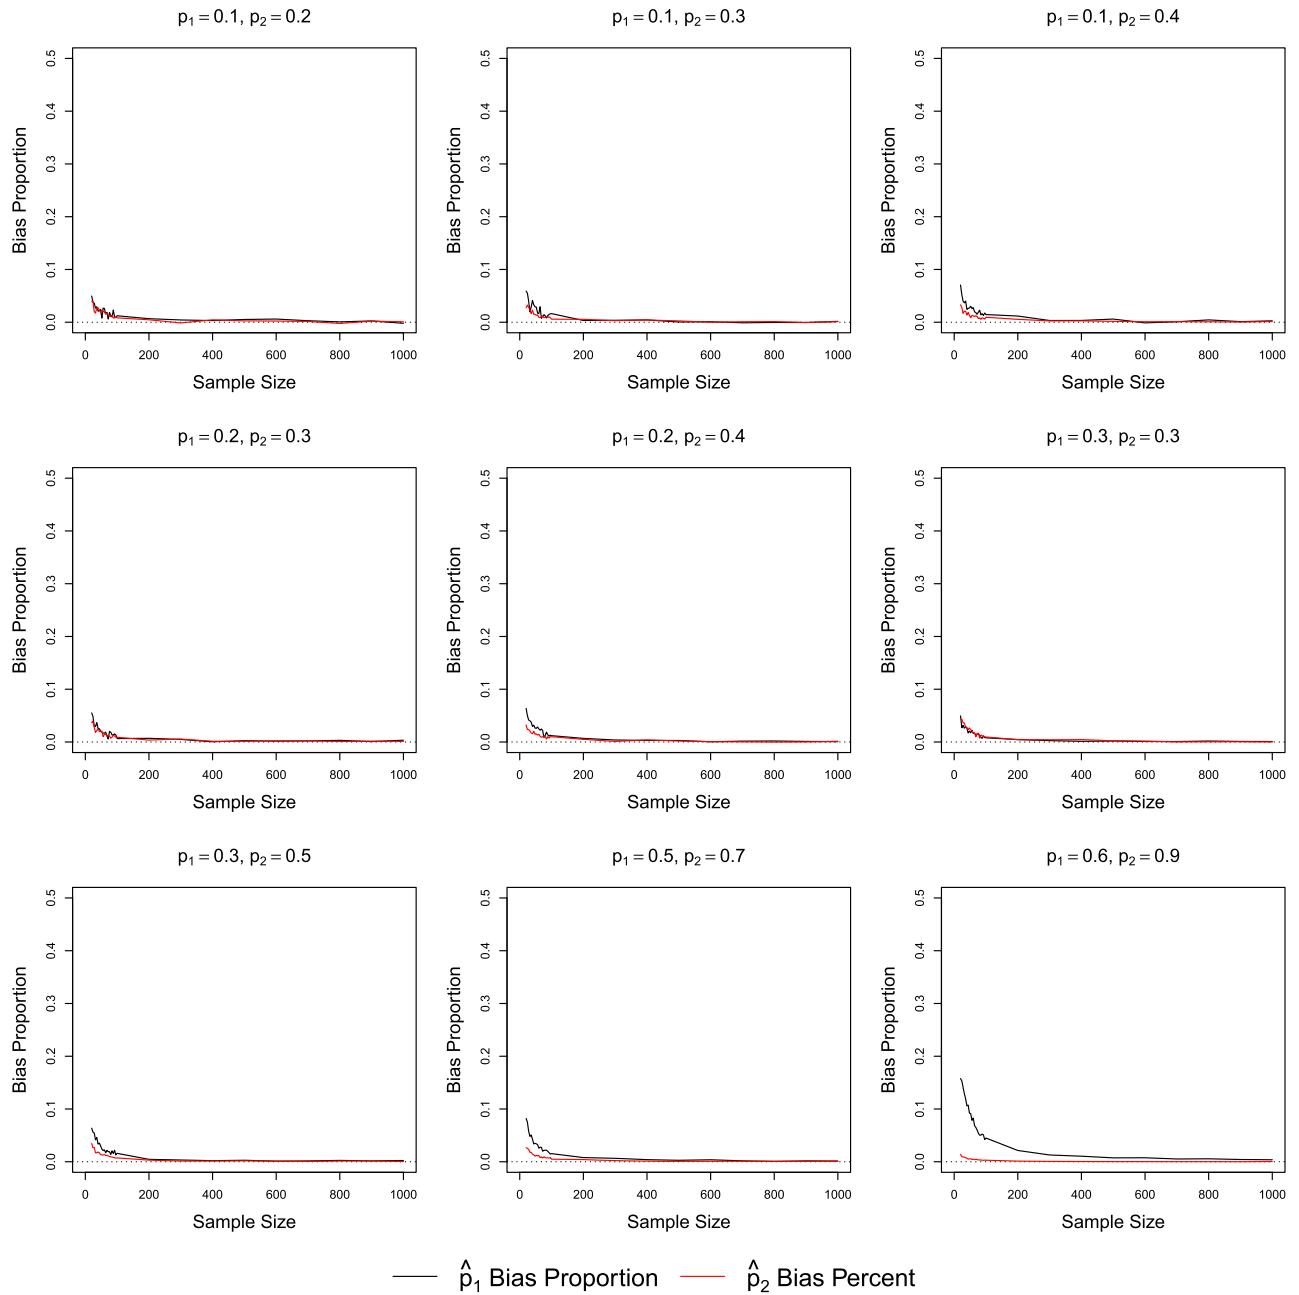 p₁ = 0.1, p₂ = 0.2
p₁ = 0.1, p₂ = 0.3
p₁ = 0.1, p₂ = 0.4
Bias Proportion
0.0 0.1 0.2 0.3 0.4 0.5
0 200 400 600 800 1000
Sample Size
Bias Proportion
0.0 0.1 0.2 0.3 0.4 0.5
0 200 400 600 800 1000
Sample Size
Bias Proportion
0.0 0.1 0.2 0.3 0.4 0.5
0 200 400 600 800 1000
Sample Size
p₁ = 0.2, p₂ = 0.3
p₁ = 0.2, p₂ = 0.4
p₁ = 0.3, p₂ = 0.3
Bias Proportion
0.0 0.1 0.2 0.3 0.4 0.5
0 200 400 600 800 1000
Sample Size
Bias Proportion
0.0 0.1 0.2 0.3 0.4 0.5
0 200 400 600 800 1000
Sample Size
Bias Proportion
0.0 0.1 0.2 0.3 0.4 0.5
0 200 400 600 800 1000
Sample Size
p₁ = 0.3, p₂ = 0.5
p₁ = 0.5, p₂ = 0.7
p₁ = 0.6, p₂ = 0.9
Bias Proportion
0.0 0.1 0.2 0.3 0.4 0.5
0 200 400 600 800 1000
Sample Size
Bias Proportion
0.0 0.1 0.2 0.3 0.4 0.5
0 200 400 600 800 1000
Sample Size
Bias Proportion
0.0 0.1 0.2 0.3 0.4 0.5
0 200 400 600 800 1000
Sample Size
p̂₁ Bias Proportion
p̂₂ Bias Percent